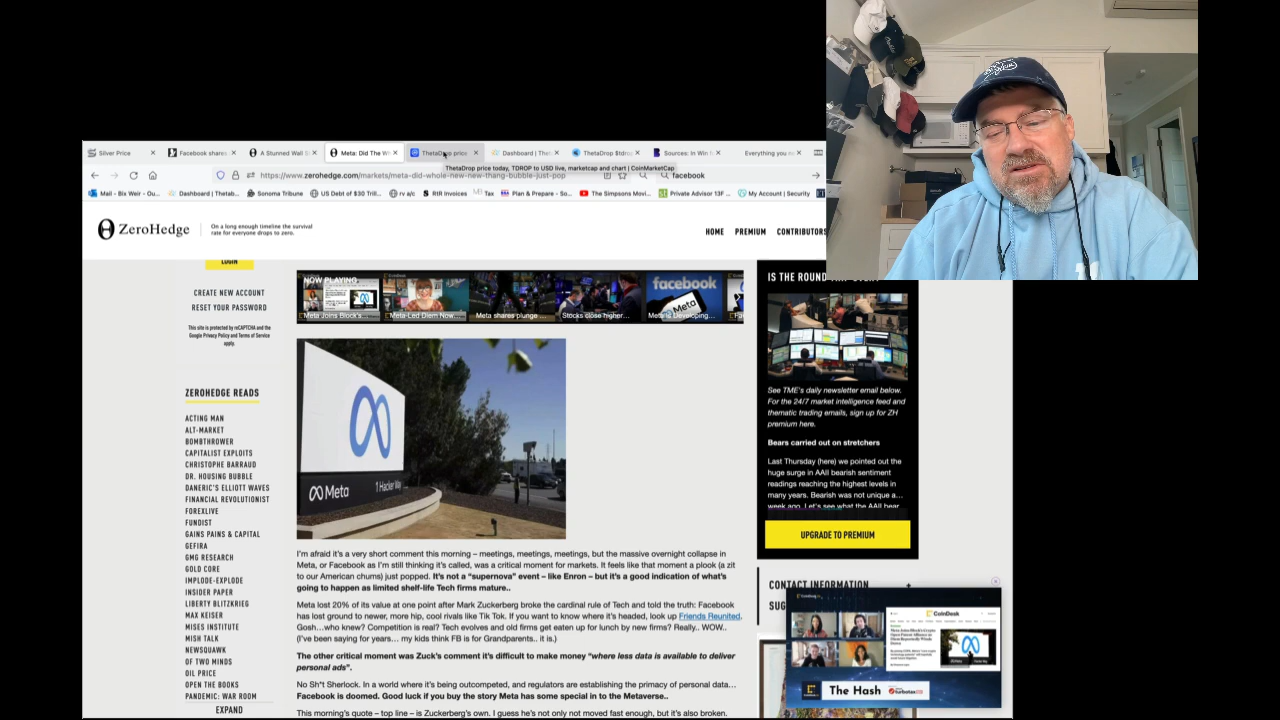 Silver Price
Facebook share
A Stunned Wall S
Meta: Did The W
ThetaDrop price
Dashboard | The
ThetaDrop $tdro
Sources: In Win
Everything you
ThetaDrop price today, TDROP to USD live, marketcap and chart | CoinMarketCap
https://www.zerohedge.com/markets/meta-did-whole-new-new-thang-bubble-just-pop
facebook
Mail - Bix Weir - Ou...
Dashboard | Thetab...
Sonoma Tribune
US Debt of $30 Trill...
rv a/c
RtR Invoices
Tax
Plan & Prepare - So...
The Simpsons Movi...
Private Advisor 13F ...
My Account | Security
ZeroHedge
On a long enough timeline the survival
rate for everyone drops to zero.
HOME PREMIUM CONTRIBUTORS
LOGIN
CREATE NEW ACCOUNT
RESET YOUR PASSWORD
This site is protected by reCAPTCHA and the
Google Privacy Policy and Terms of Service
apply.
ZEROHEDGE READS
ACTING MAN
ALT-MARKET
BOMBTHROWER
CAPITALIST EXPLOITS
CHRISTOPHE BARRAUD
DR. HOUSING BUBBLE
DANERIC'S ELLIOTT WAVES
FINANCIAL REVOLUTIONIST
FOREXLIVE
FUNDIST
GAINS PAINS & CAPITAL
GEFIRA
GMG RESEARCH
GOLD CORE
IMPLODE-EXPLODE
INSIDER PAPER
LIBERTY BLITZKRIEG
MAX KEISER
MISES INSTITUTE
MISH TALK
NEWSQUAWK
OF TWO MINDS
OIL PRICE
OPEN THE BOOKS
PANDEMIC: WAR ROOM
EXPAND
NOW PLAYING
Meta Joins Block's...
Meta-Led Diem Now...
Meta shares plunge ...
Stocks close higher...
facebook
Meta
Meta is Developing...
Meta
1 Hacker Way
I'm afraid it's a very short comment this morning – meetings, meetings, meetings, but the massive overnight collapse in
Meta, or Facebook as I'm still thinking it's called, was a critical moment for markets. It feels like that moment a plook (a zit
to our American chums) just popped. It's not a "supernova" event – like Enron – but it's a good indication of what's
going to happen as limited shelf-life Tech firms mature..
Meta lost 20% of its value at one point after Mark Zuckerberg broke the cardinal rule of Tech and told the truth: Facebook
has lost ground to newer, more hip, cool rivals like Tik Tok. If you want to know where it's headed, look up Friends Reunited.
Gosh…who knew? Competition is real? Tech evolves and old firms get eaten up for lunch by new firms? Really.. WOW..
(I've been saying for years… my kids think FB is for Grandparents.. it is.)
The other critical moment was Zuck's comment it's difficult to make money "where less data is available to deliver
personal ads".
No Sh*t Sherlock. In a world where it's being outcompeted, and regulators are establishing the primacy of personal data…
Facebook is doomed. Good luck if you buy the story Meta has some special in to the Metaverse..
This morning's quote – top line – is Zuckerberg's own. I guess he's not only not moved fast enough, but it's also broken.
IS THE ROUND
See TME's daily newsletter email below.
For the 24/7 market intelligence feed and
thematic trading emails, sign up for ZH
premium here.
Bears carried out on stretchers
Last Thursday (here) we pointed out the
huge surge in AAII bearish sentiment
readings reaching the highest levels in
many years. Bearish was not unique a...
week ago. Let's see what the AAII bear
UPGRADE TO PREMIUM
CONTACT INFORMATION +
SUG
CoinDesk
The Hash
turbotax